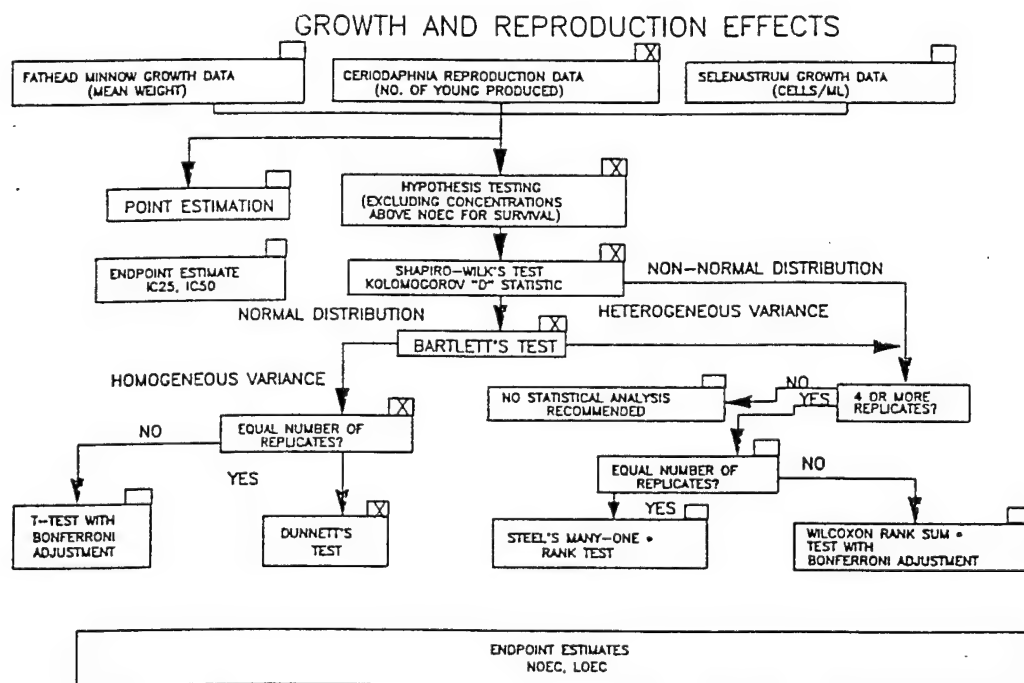 GROWTH AND REPRODUCTION EFFECTS
X
FATHEAD MINNOW GROWTH DATA
(MEAN WEIGHT)
CERIODAPHNIA REPRODUCTION DATA
(NO. OF YOUNG PRODUCED)
SELENASTRUM GROWTH DATA
(CELLS/ML)
X
POINT ESTIMATION
HYPOTHESIS TESTING
(EXCLUDING CONCENTRATIONS
ABOVE NOEC FOR SURVIVAL)
X
ENDPOINT ESTIMATE
IC25, IC50
SHAPIRO-WILK'S TEST
KOLOMOGOROV "D" STATISTIC
NON-NORMAL DISTRIBUTION
NORMAL DISTRIBUTION
X
HETEROGENEOUS VARIANCE
BARTLETT'S TEST
HOMOGENEOUS VARIANCE
NO STATISTICAL ANALYSIS
RECOMMENDED
NO
YES
4 OR MORE
REPLICATES?
X
NO
EQUAL NUMBER OF
REPLICATES?
YES
EQUAL NUMBER OF
REPLICATES?
NO
YES
T-TEST WITH
BONFERRONI
ADJUSTMENT
X
DUNNETT'S
TEST
STEEL'S MANY-ONE *
RANK TEST
WILCOXON RANK SUM *
TEST WITH
BONFERRONI ADJUSTMENT
ENDPOINT ESTIMATES
NOEC, LOEC